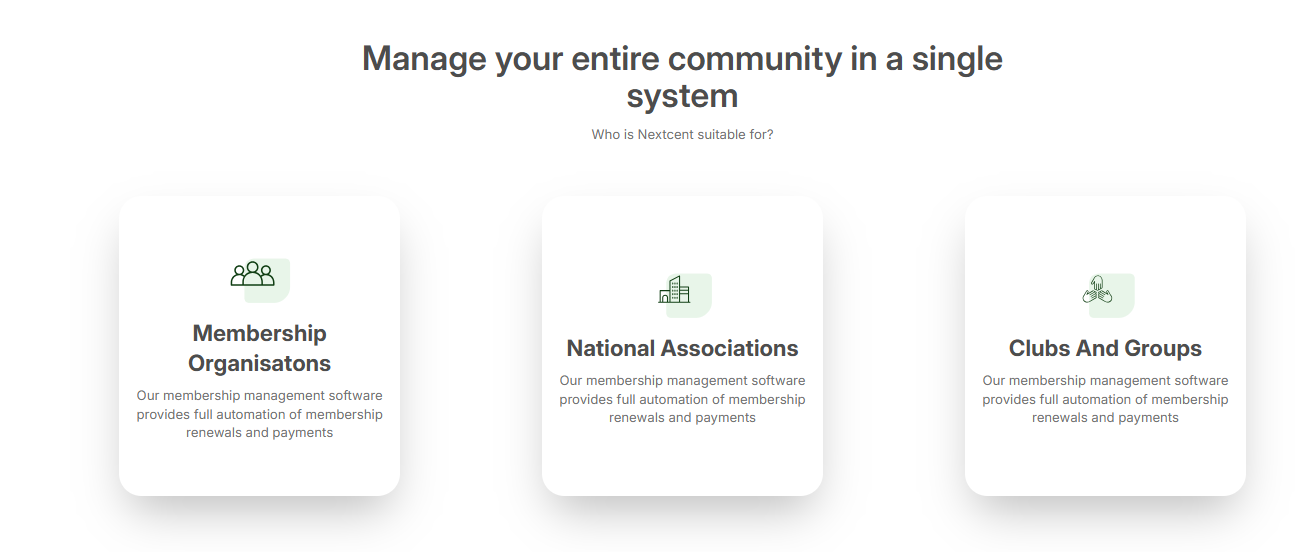 Manage your entire community in a single
system
Who is Nextcent suitable for?
Membership
Organisatons
Our membership management software
provides full automation of membership
renewals and payments
National Associations
Our membership management software
provides full automation of membership
renewals and payments
Clubs And Groups
Our membership management software
provides full automation of membership
renewals and payments